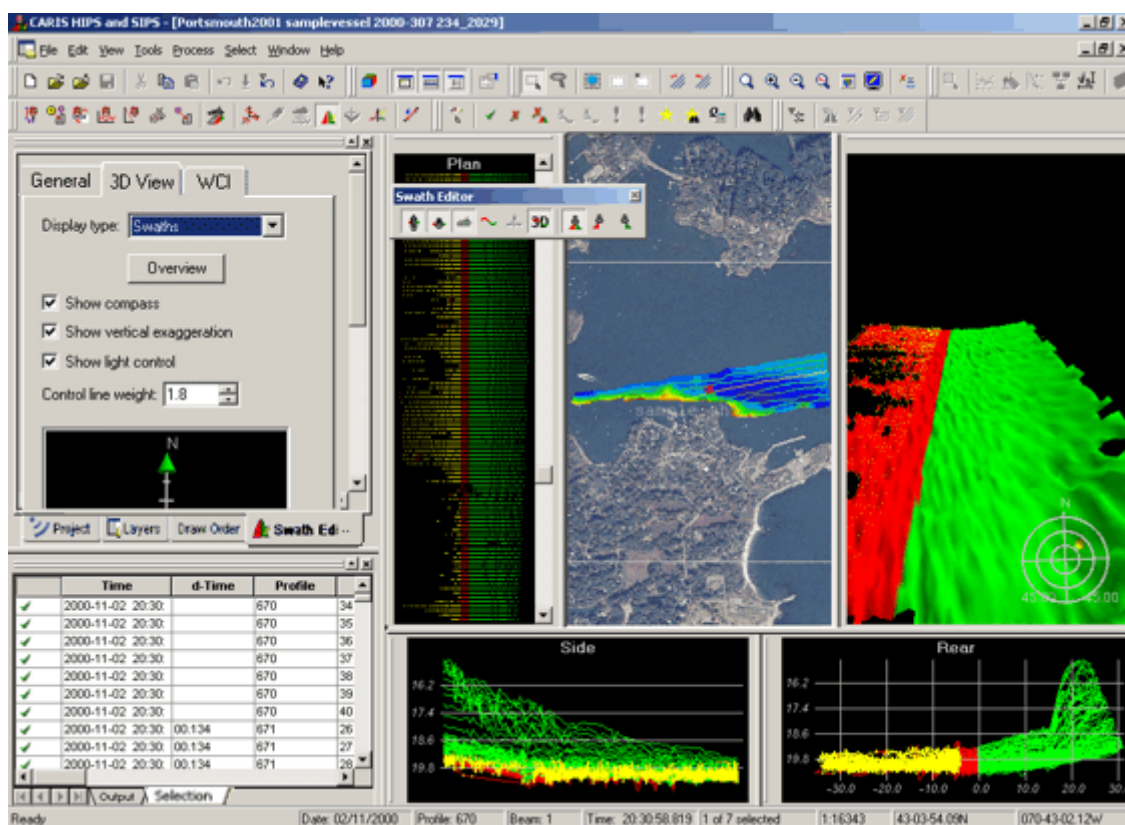 CARIS HIPS and SIPS - [Portsmouth2001 samplevessel 2000-307 234_2029]
File Edit View Tools Process Select Window Help
General 3D View WCI
Display type: Swaths
Overview
Show compass
Show vertical exaggeration
Show light control
Control line weight: 1.8
N
Project Layers Draw Order Swath Edi...
Plan
Swath Editor
3D
N
45.00 45.00
Time d-Time Profile
2000-11-02 20:30: 670 34
2000-11-02 20:30: 670 35
2000-11-02 20:30: 670 36
2000-11-02 20:30: 670 37
2000-11-02 20:30: 670 38
2000-11-02 20:30: 670 39
2000-11-02 20:30: 670 40
2000-11-02 20:30: 00.134 671 26
2000-11-02 20:30: 00.134 671 27
2000-11-02 20:30: 00.134 671 28
Output Selection
Side
16.2
17.4
18.6
19.8
Rear
16.2
17.4
18.6
19.8
-30.0 -20.0 -10.0 0.0 10.0 20.0 30.0
Ready Date: 02/11/2000 Profile: 670 Beam: 1 Time: 20:30:58.819 1 of 7 selected 1:16343 43-03-54.09N 070-43-02.12W